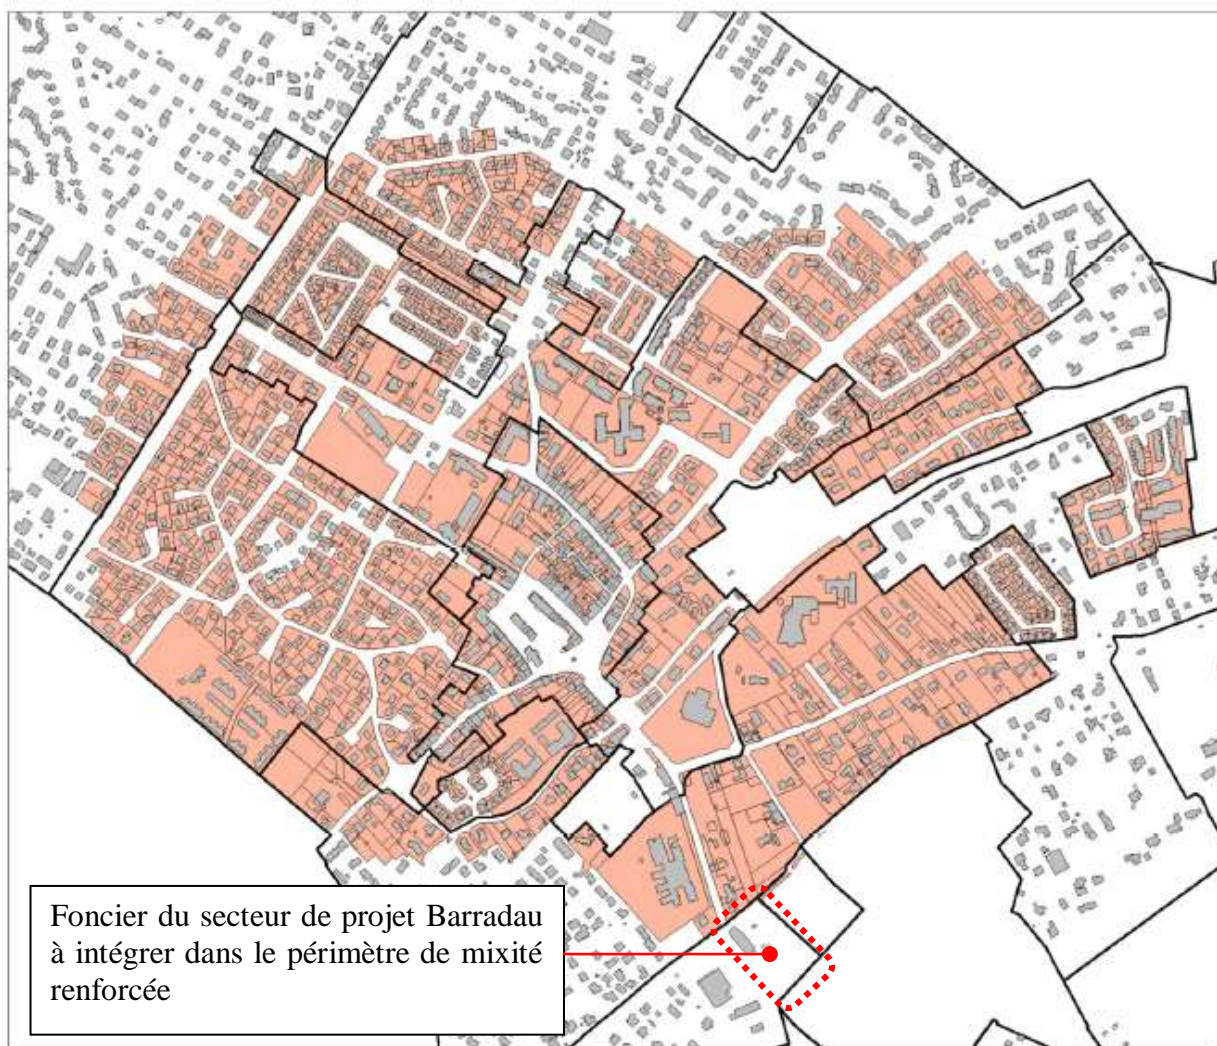 Foncier du secteur de projet Barradau
à intégrer dans le périmètre de mixité
renforcée